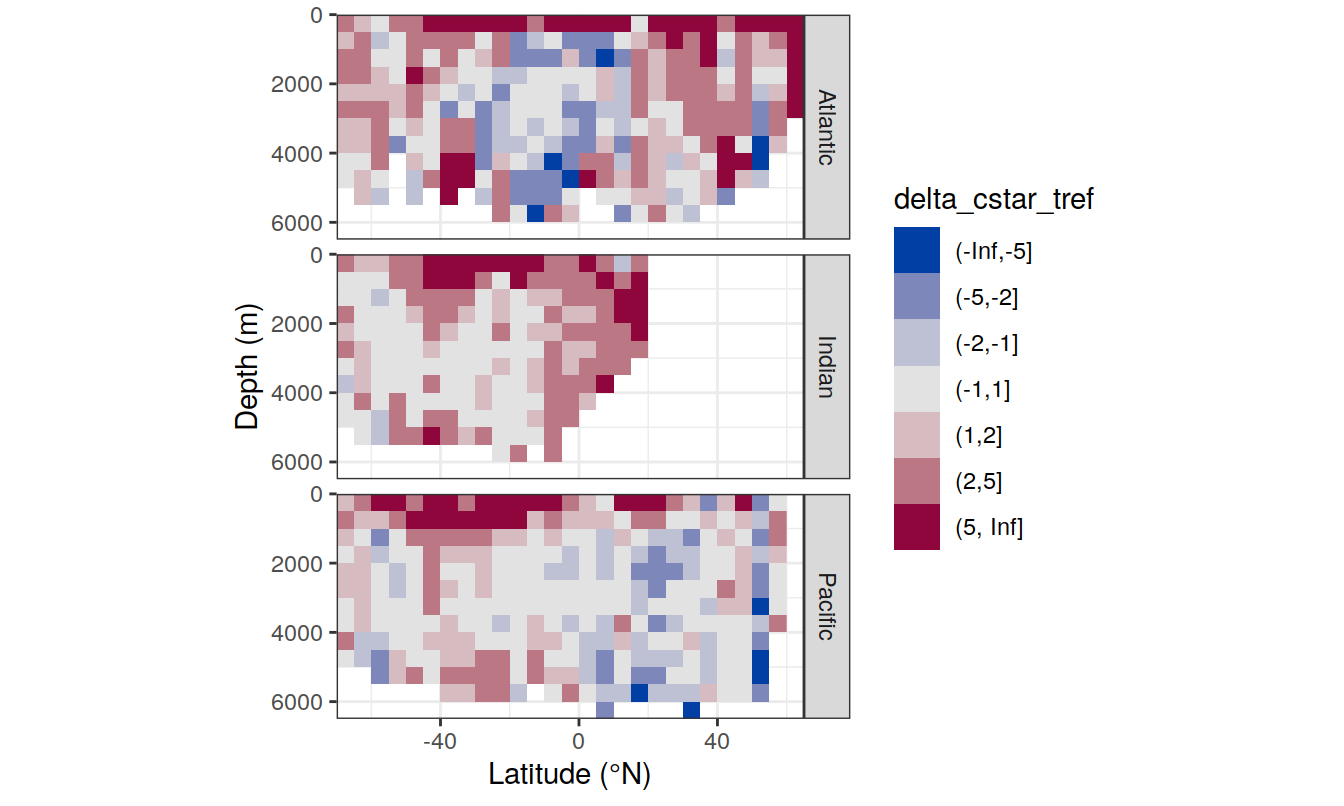 0
2000
4000
6000
Atlantic
0
2000
4000
6000
Indian
0
2000
4000
6000
Pacific
-40
0
40
Latitude (°N)
Depth (m)
delta_cstar_tref
(-Inf,-5]
(-5,-2]
(-2,-1]
(-1,1]
(1,2]
(2,5]
(5, Inf]